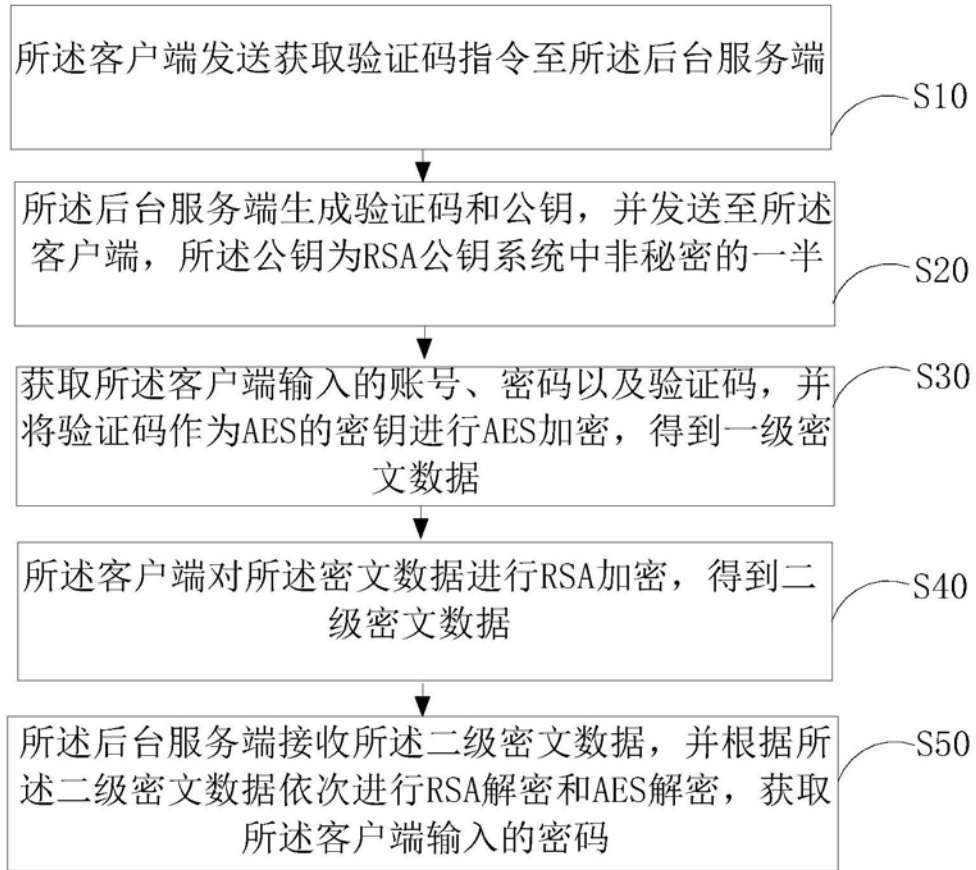 所述客户端发送获取验证码指令至所述后台服务端
S10
所述后台服务端生成验证码和公钥，并发送至所述
客户端，所述公钥为RSA公钥系统中非秘密的一半
S20
获取所述客户端输入的账号、密码以及验证码，并
将验证码作为AES的密钥进行AES加密，得到一级密
文数据
S30
所述客户端对所述密文数据进行RSA加密，得到二
级密文数据
S40
所述后台服务端接收所述二级密文数据，并根据所
述二级密文数据依次进行RSA解密和AES解密，获取
所述客户端输入的密码
S50